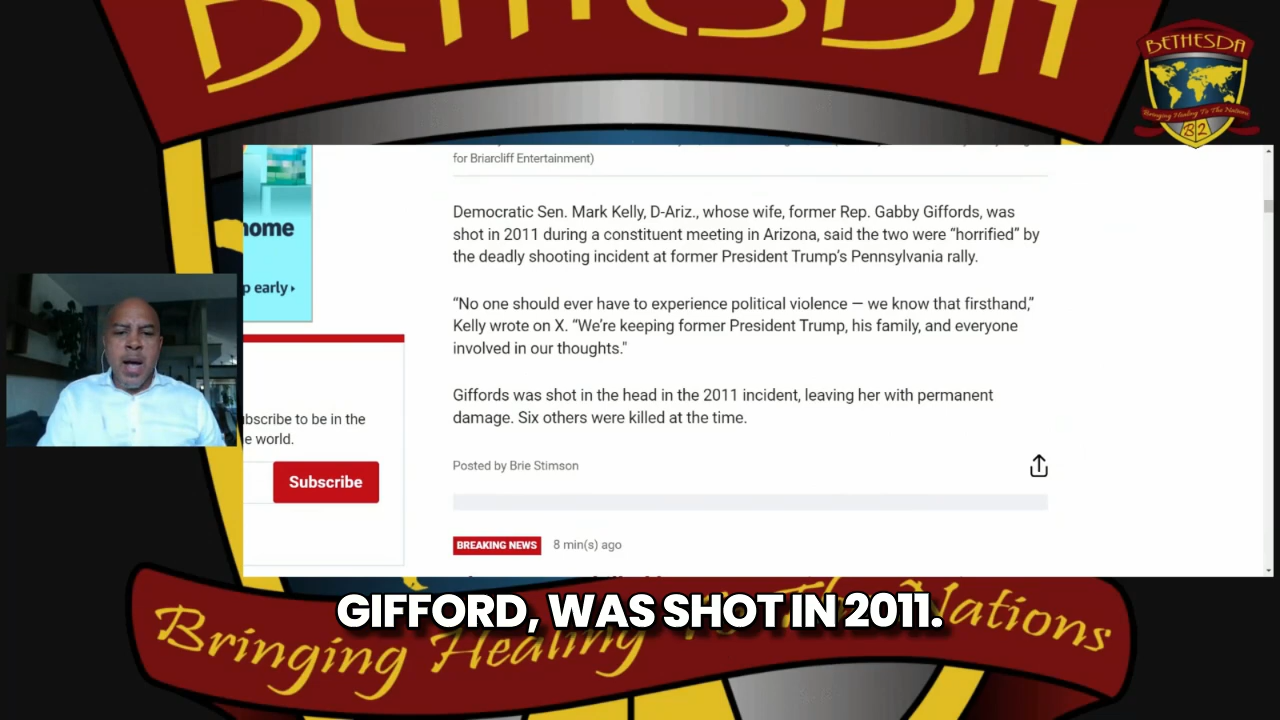 BETHESDA
BETHESDA
Bringing Healing To The Nations
B2
for Briarcliff Entertainment)
Democratic Sen. Mark Kelly, D-Ariz., whose wife, former Rep. Gabby Giffords, was
shot in 2011 during a constituent meeting in Arizona, said the two were “horrified” by
the deadly shooting incident at former President Trump’s Pennsylvania rally.
“No one should ever have to experience political violence — we know that firsthand,”
Kelly wrote on X. “We’re keeping former President Trump, his family, and everyone
involved in our thoughts."
Giffords was shot in the head in the 2011 incident, leaving her with permanent
damage. Six others were killed at the time.
Posted by Brie Stimson
BREAKING NEWS 8 min(s) ago
home
p early
ubscribe to be in the
e world.
Subscribe
GIFFORD, WAS SHOT IN 2011.
Bringing Healing To The Nations